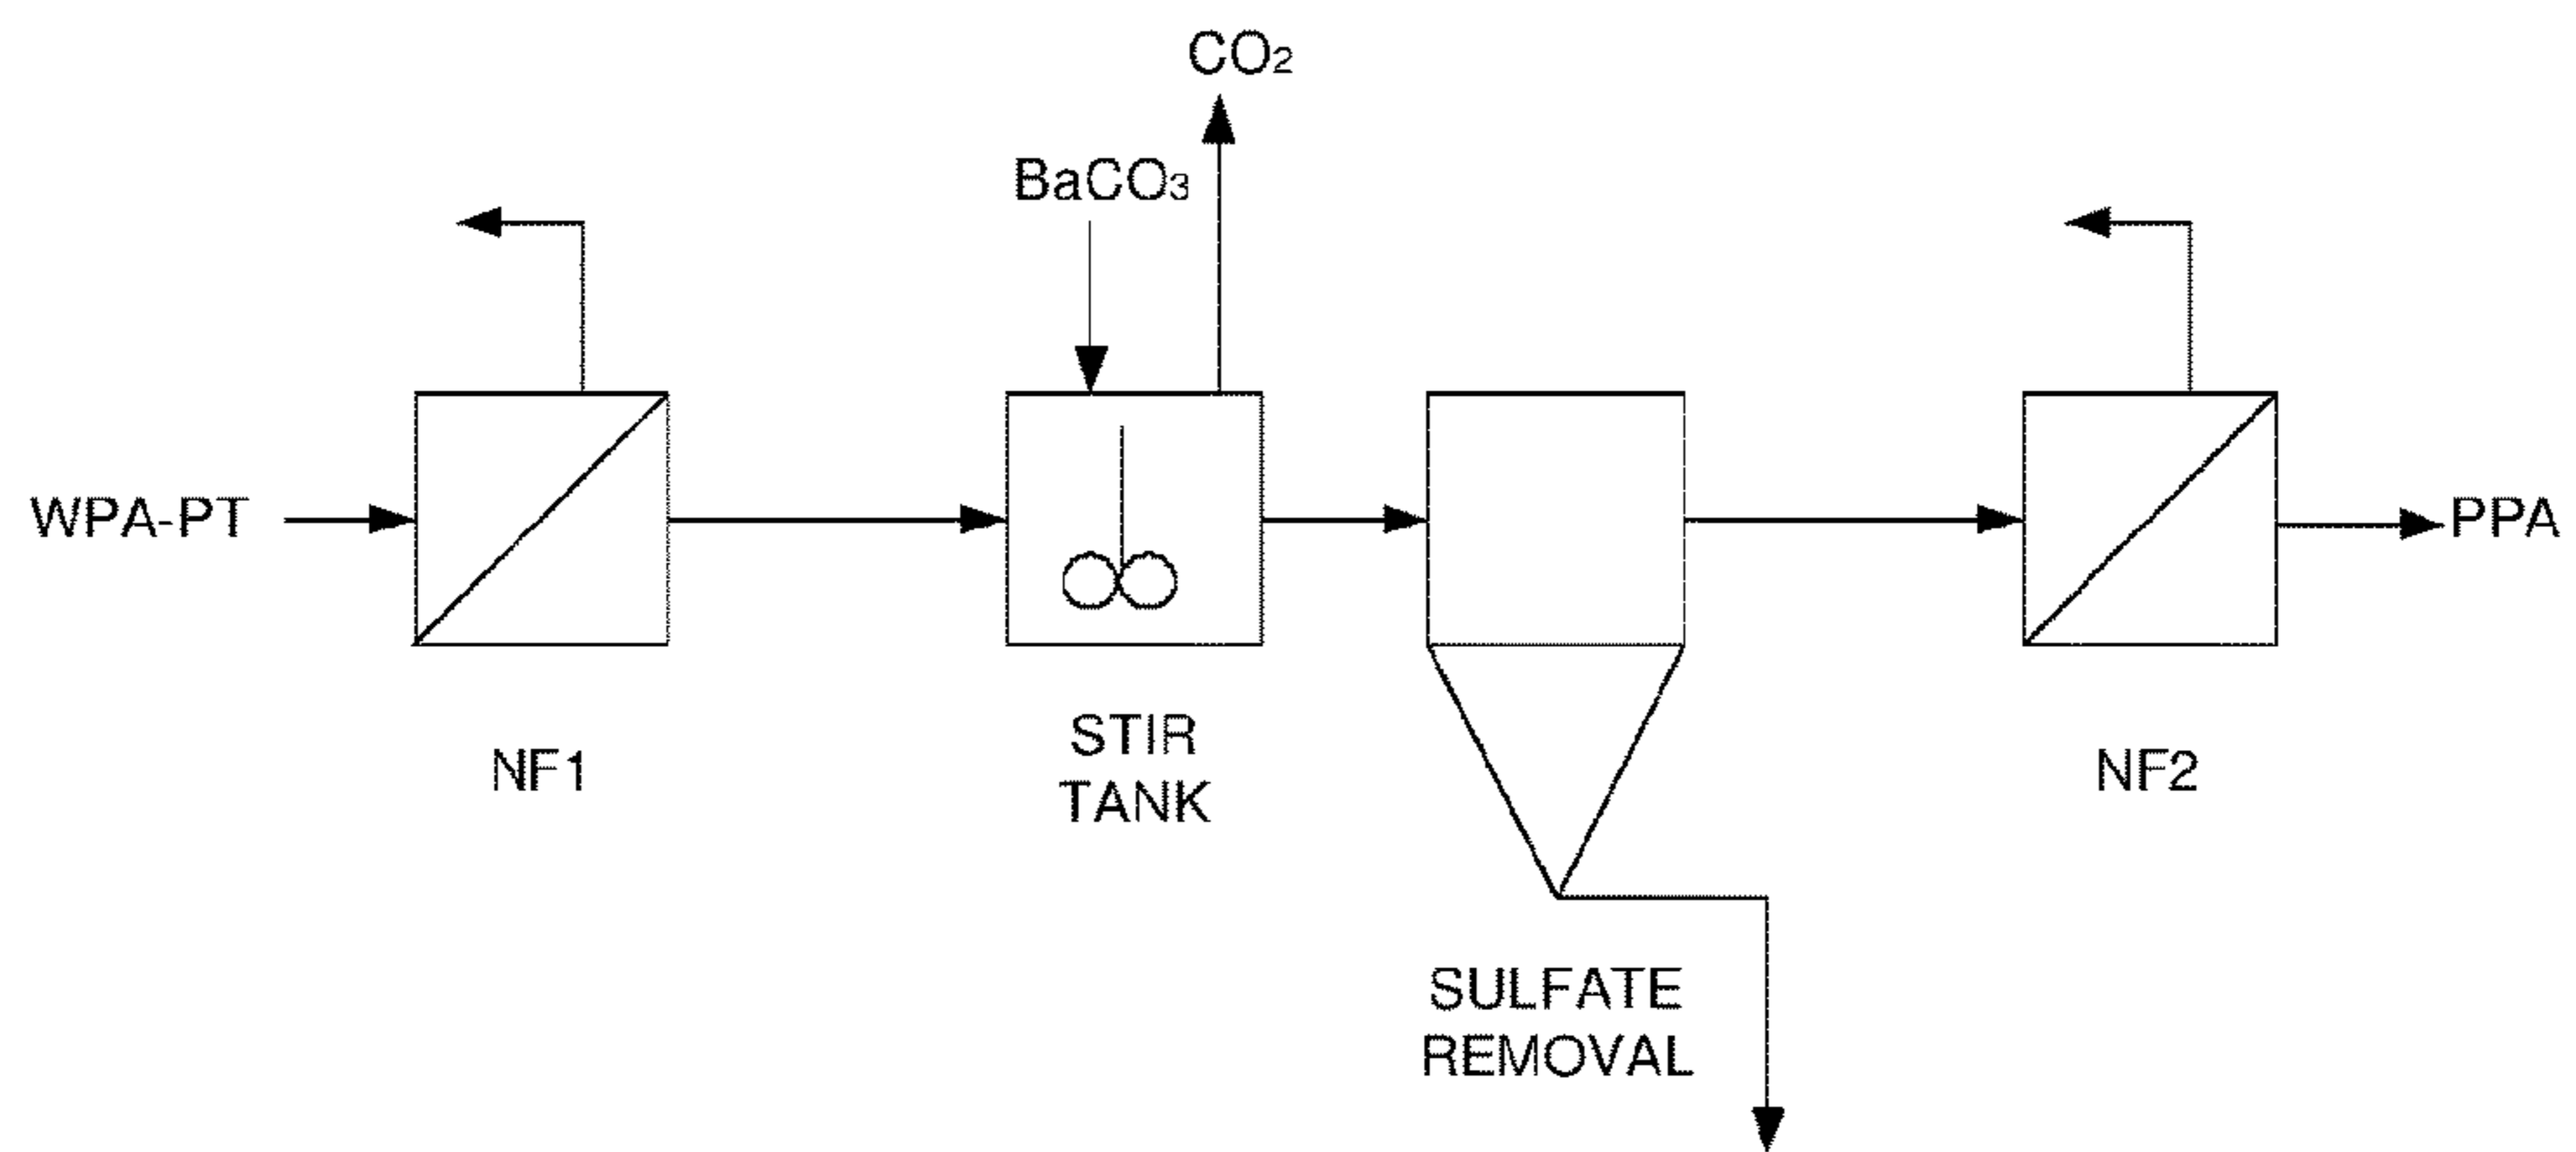 CO2
BaCO3
WPA-PT
PPA
NF1
STIR
TANK
NF2
SULFATE
REMOVAL